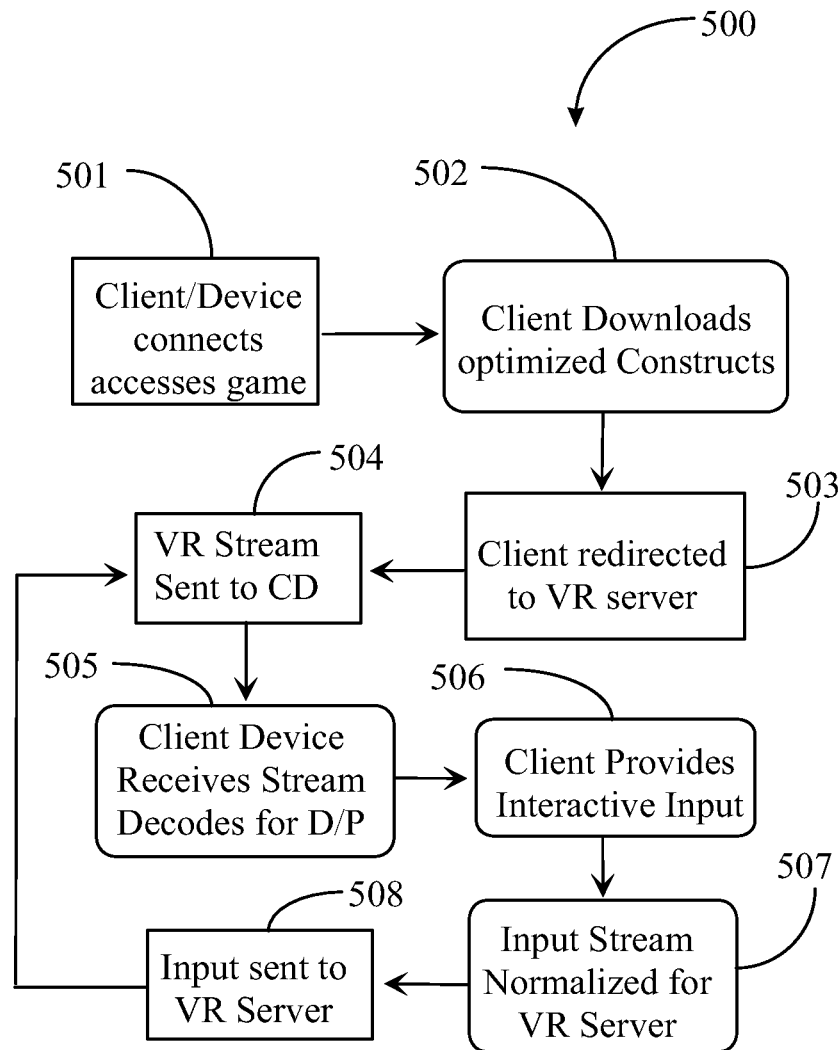 500
501
502
Client/Device
connects
accesses game
Client Downloads
optimized Constructs
504
503
VR Stream
Sent to CD
Client redirected
to VR server
505
506
Client Device
Receives Stream
Decodes for D/P
Client Provides
Interactive Input
508
507
Input sent to
VR Server
Input Stream
Normalized for
VR Server